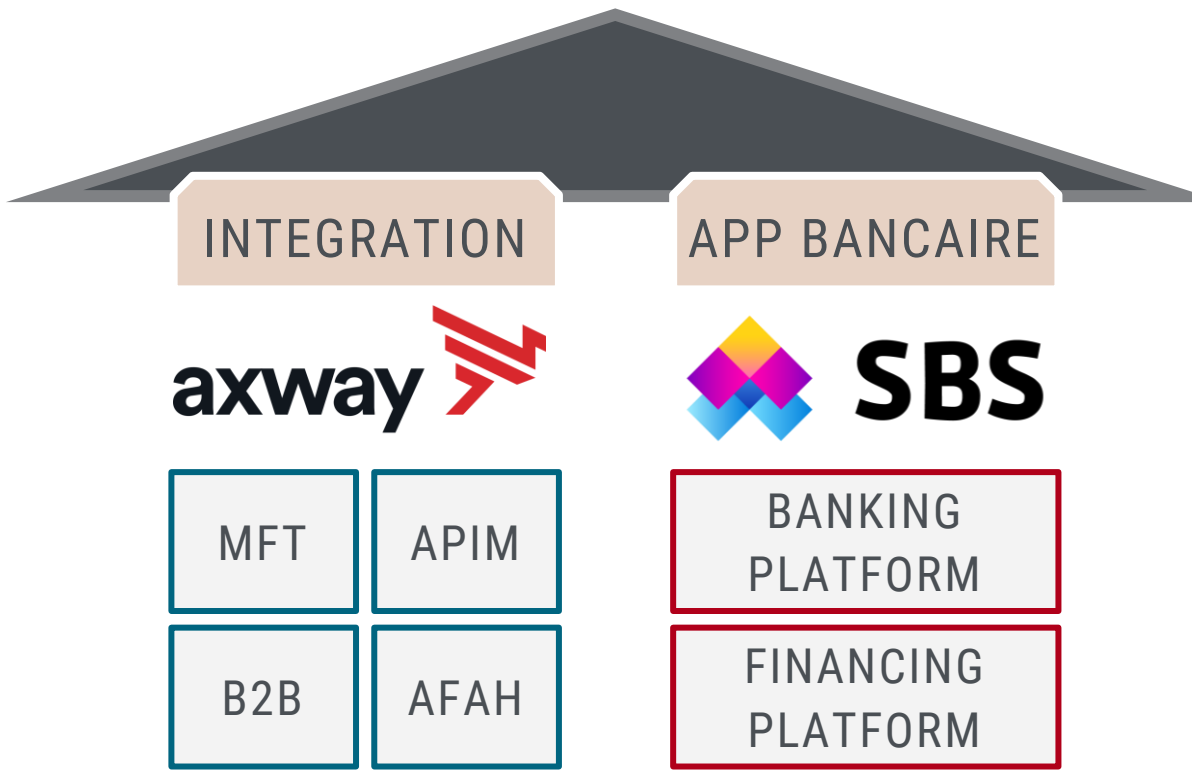 INTEGRATION
APP BANCAIRE
axway
SBS
MFT
APIM
B2B
AFAH
BANKING
PLATFORM
FINANCING
PLATFORM